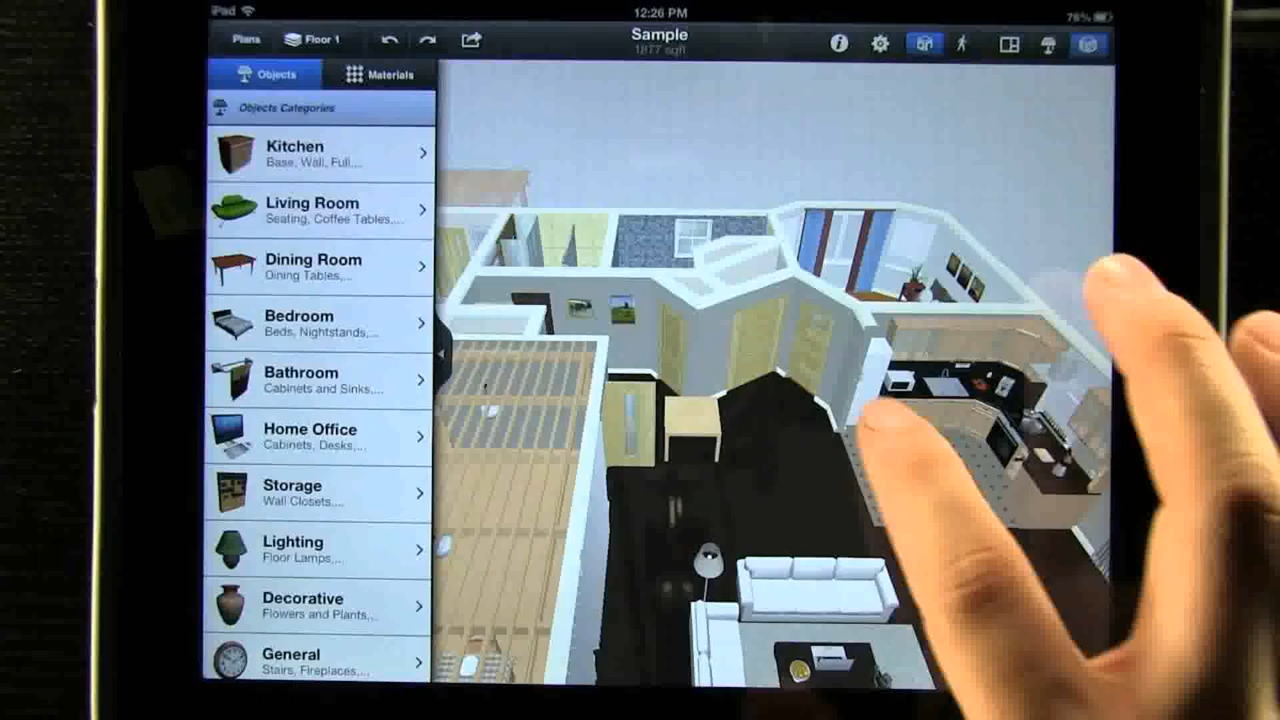 iPad
12:26 PM
76%
Plans
Floor 1
Sample
1877 sqft
Objects
Materials
Objects Categories
Kitchen
Base, Wall, Full,...
Living Room
Seating, Coffee Tables,...
Dining Room
Dining Tables,...
Bedroom
Beds, Nightstands,...
Bathroom
Cabinets and Sinks,...
Home Office
Cabinets, Desks,...
Storage
Wall Closets,...
Lighting
Floor Lamps,...
Decorative
Flowers and Plants,...
General
Stairs, Fireplaces,...